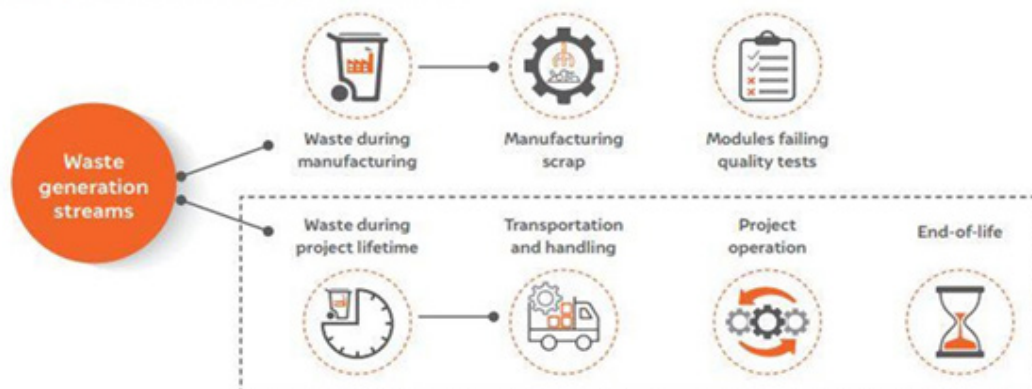 Waste
generation
streams
Waste during
manufacturing
Manufacturing
scrap
Modules failing
quality tests
Waste during
project lifetime
Transportation
and handling
Project
operation
End-of-life